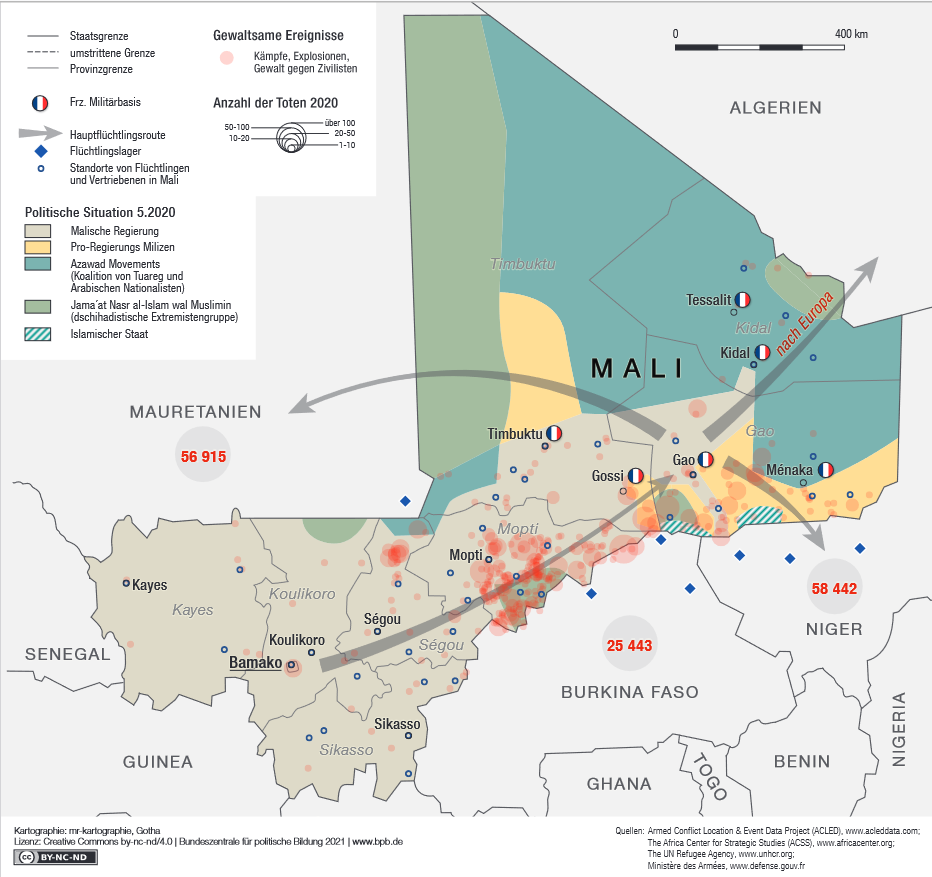 Staatsgrenze
umstrittene Grenze
Provinzgrenze
Frz. Militärbasis
Hauptflüchtlingsroute
Flüchtlingslager
Standorte von Flüchtlingen
und Vertriebenen in Mali
Gewaltsame Ereignisse
Kämpfe, Explosionen,
Gewalt gegen Zivilisten
Anzahl der Toten 2020
50-100
10-20
über 100
20-50
1-10
Politische Situation 5.2020
Malische Regierung
Pro-Regierungs Milizen
Azawad Movements
(Koalition von Tuareg und
Arabischen Nationalisten)
Jama´at Nasr al-Islam wal Muslimin
(dschihadistische Extremistengruppe)
Islamischer Staat
0
400 km
ALGERIEN
Timbuktu
Tessalit
Kidal
nach Europa
Kidal
MALI
MAURETANIEN
56 915
Timbuktu
Gao
Gao
Gossi
Ménaka
Mopti
Mopti
Kayes
Kayes
Koulikoro
Ségou
Koulikoro
Ségou
Bamako
Sikasso
Sikasso
58 442
NIGER
25 443
BURKINA FASO
SENEGAL
GUINEA
GHANA
TOGO
BENIN
NIGERIA
Kartographie: mr-kartographie, Gotha
Lizenz: Creative Commons by-nc-nd/4.0 | Bundeszentrale für politische Bildung 2021 | www.bpb.de
cc BY-NC-ND
Quellen: Armed Conflict Location & Event Data Project (ACLED), www.acleddata.com;
The Africa Center for Strategic Studies (ACSS), www.africacenter.org;
The UN Refugee Agency, www.unhcr.org;
Ministère des Armées, www.defense.gouv.fr